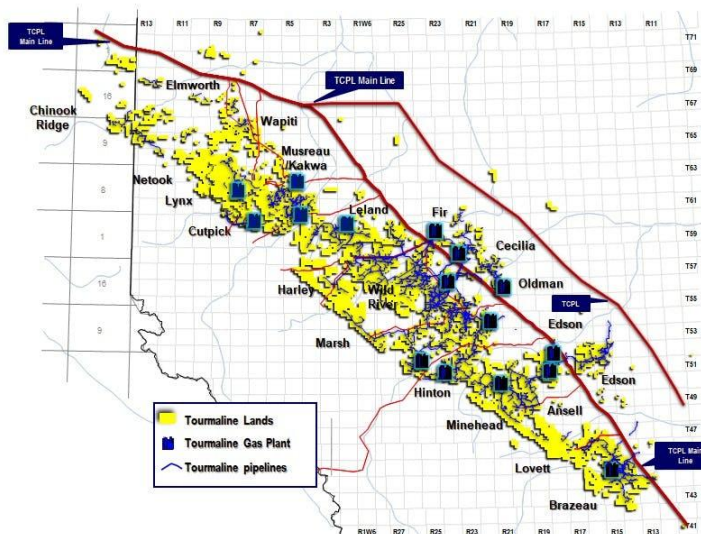 R13 R11 R9 R7 R5 R3 R1W6 R27 R25 R23 R21 R19 R17 R15 R13 R11
TCPL
Main Line
T71
T69
T67
T65
T63
T61
T59
T57
T55
T53
T51
T49
T47
T43
T41
16
9
8
1
16
9
Elmworth
TCPL Main Line
Chinook
Ridge
Wapiti
Musreau
/Kakwa
Netook
Lynx
Cutpick
Leland
Fir
Cecilia
Oldman
Harley
Wild
River
TCPL
Marsh
Edson
Edson
Hinton
Ansell
Minehead
Lovett
Brazeau
TCPL Main
Line
Tourmaline Lands
Tourmaline Gas Plant
Tourmaline pipelines
R1W6 R27 R25 R23 R21 R19 R17 R15 R13